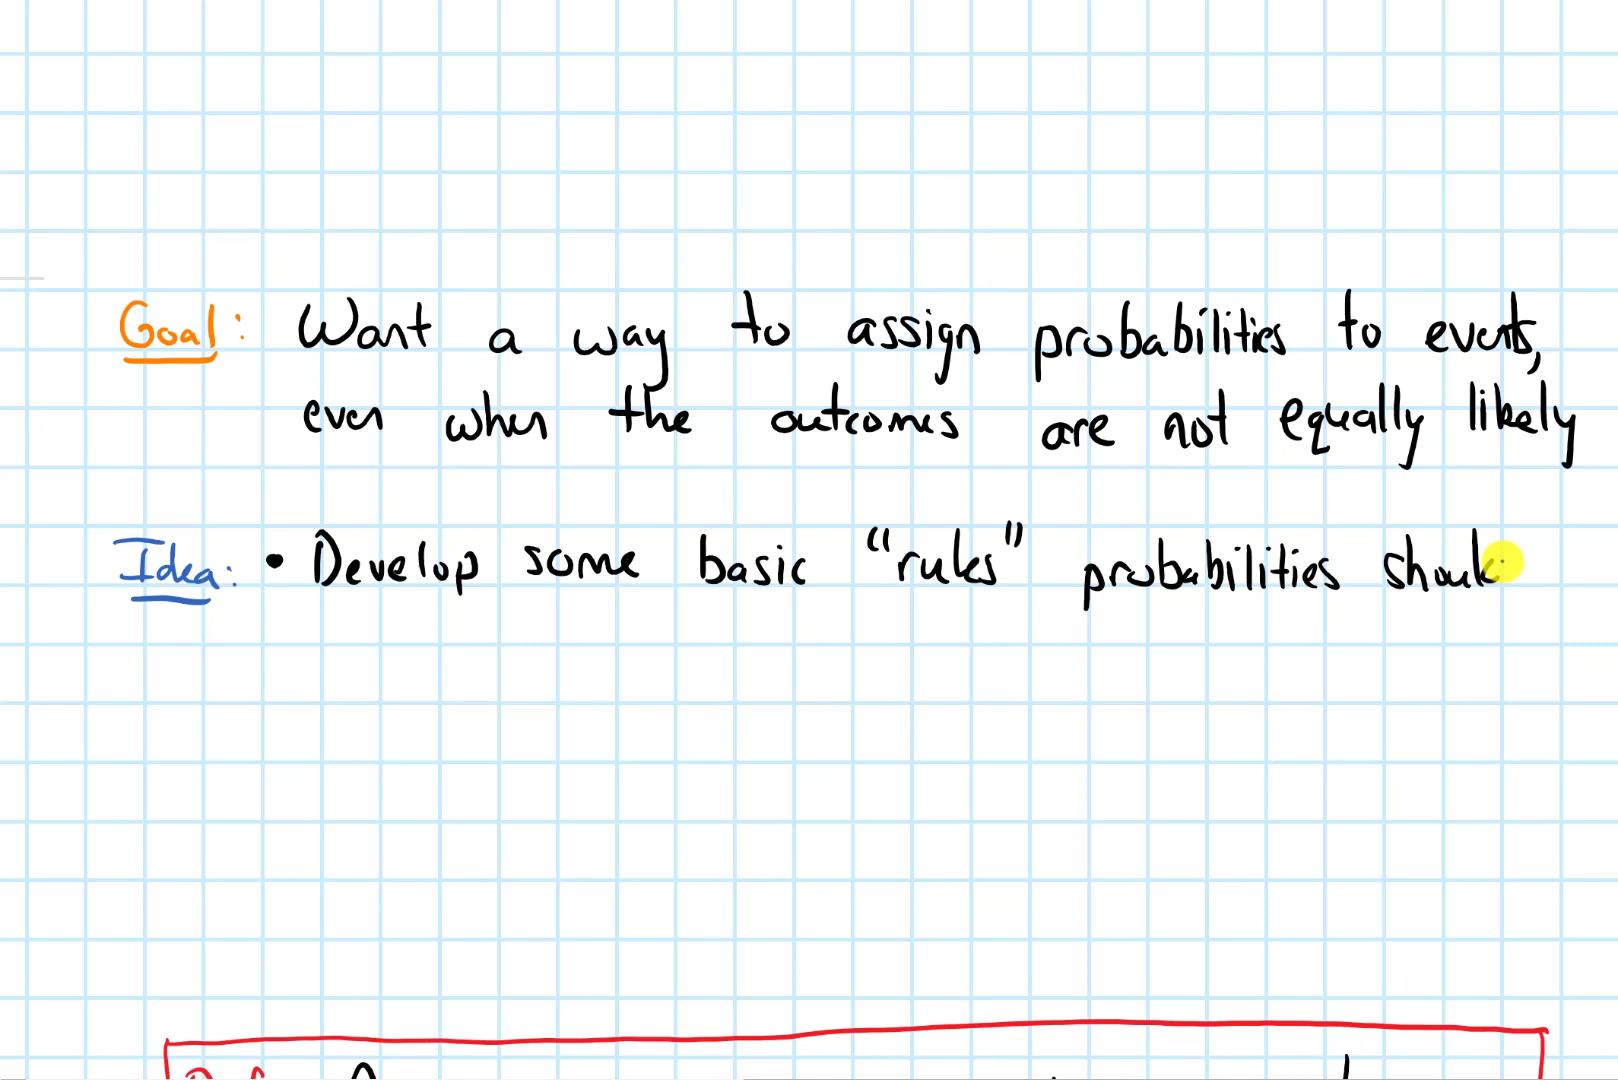 Goal: Want a way to assign probabilities to events,
even when the outcomes are not equally likely
Idea: • Develop some basic "rules" probabilities shoul